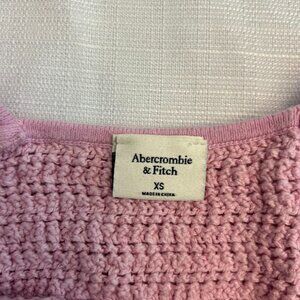 Abercrombie
& Fitch
XS
MADE IN CHINA